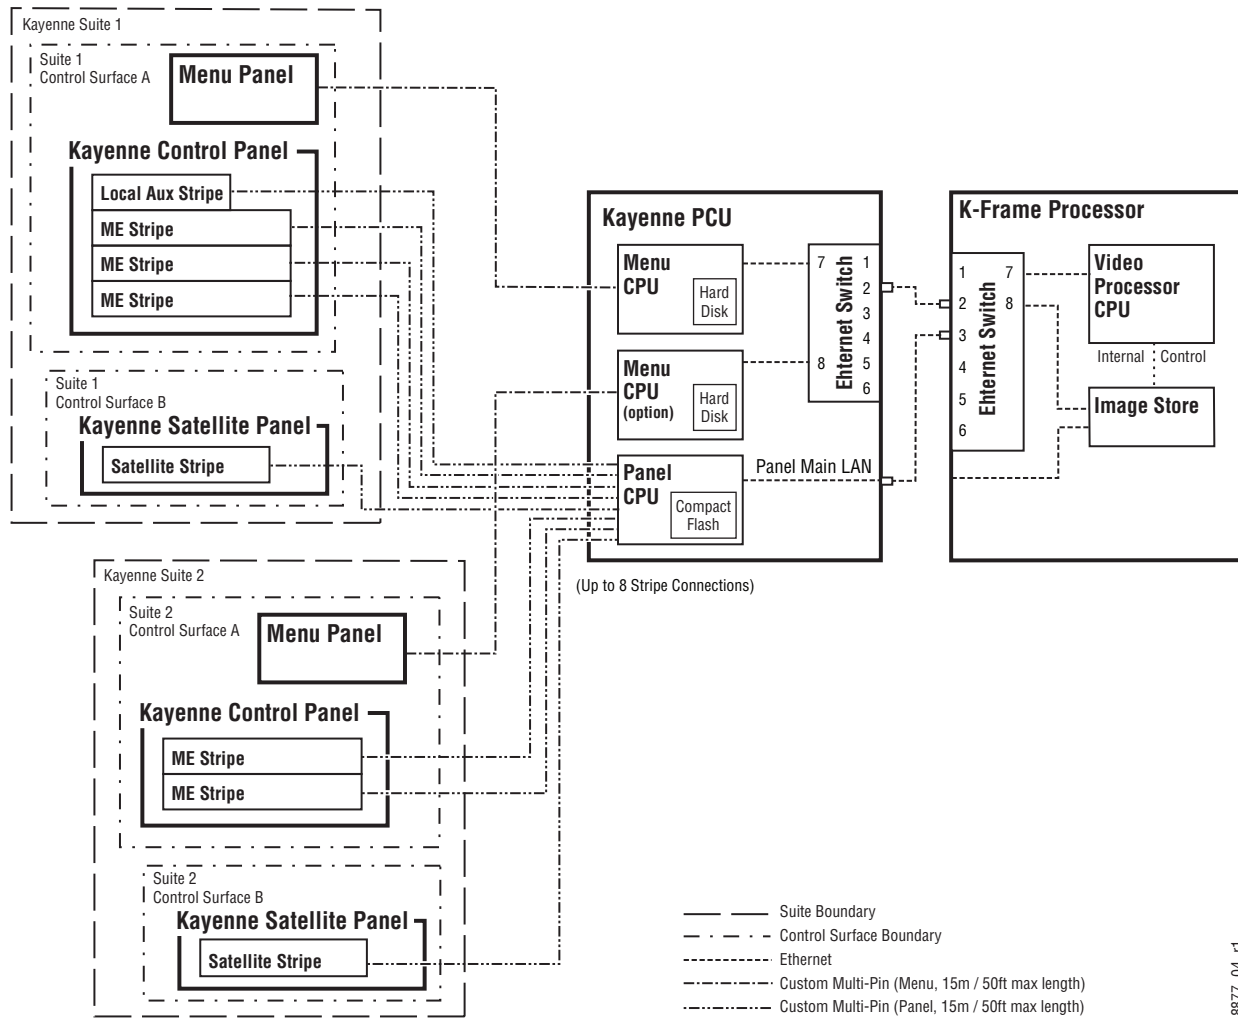 Kayenne Suite 1
Suite 1
Control Surface A
Menu Panel
Kayenne Control Panel
Local Aux Stripe
ME Stripe
ME Stripe
ME Stripe
Suite 1
Control Surface B
Kayenne Satellite Panel
Satellite Stripe
Kayenne PCU
Menu
CPU
Hard
Disk
Menu
CPU
(option)
Hard
Disk
Panel
CPU
Compact
Flash
Panel Main LAN
(Up to 8 Stripe Connections)
Ehternet Switch
7
8
1
2
3
4
5
6
K-Frame Processor
Ehternet Switch
1
2
3
4
5
6
7
8
Video
Processor
CPU
Internal Control
Image Store
Kayenne Suite 2
Suite 2
Control Surface A
Menu Panel
Kayenne Control Panel
ME Stripe
ME Stripe
Suite 2
Control Surface B
Kayenne Satellite Panel
Satellite Stripe
Suite Boundary
Control Surface Boundary
Ethernet
Custom Multi-Pin (Menu, 15m / 50ft max length)
Custom Multi-Pin (Panel, 15m / 50ft max length)
8877_04_r1